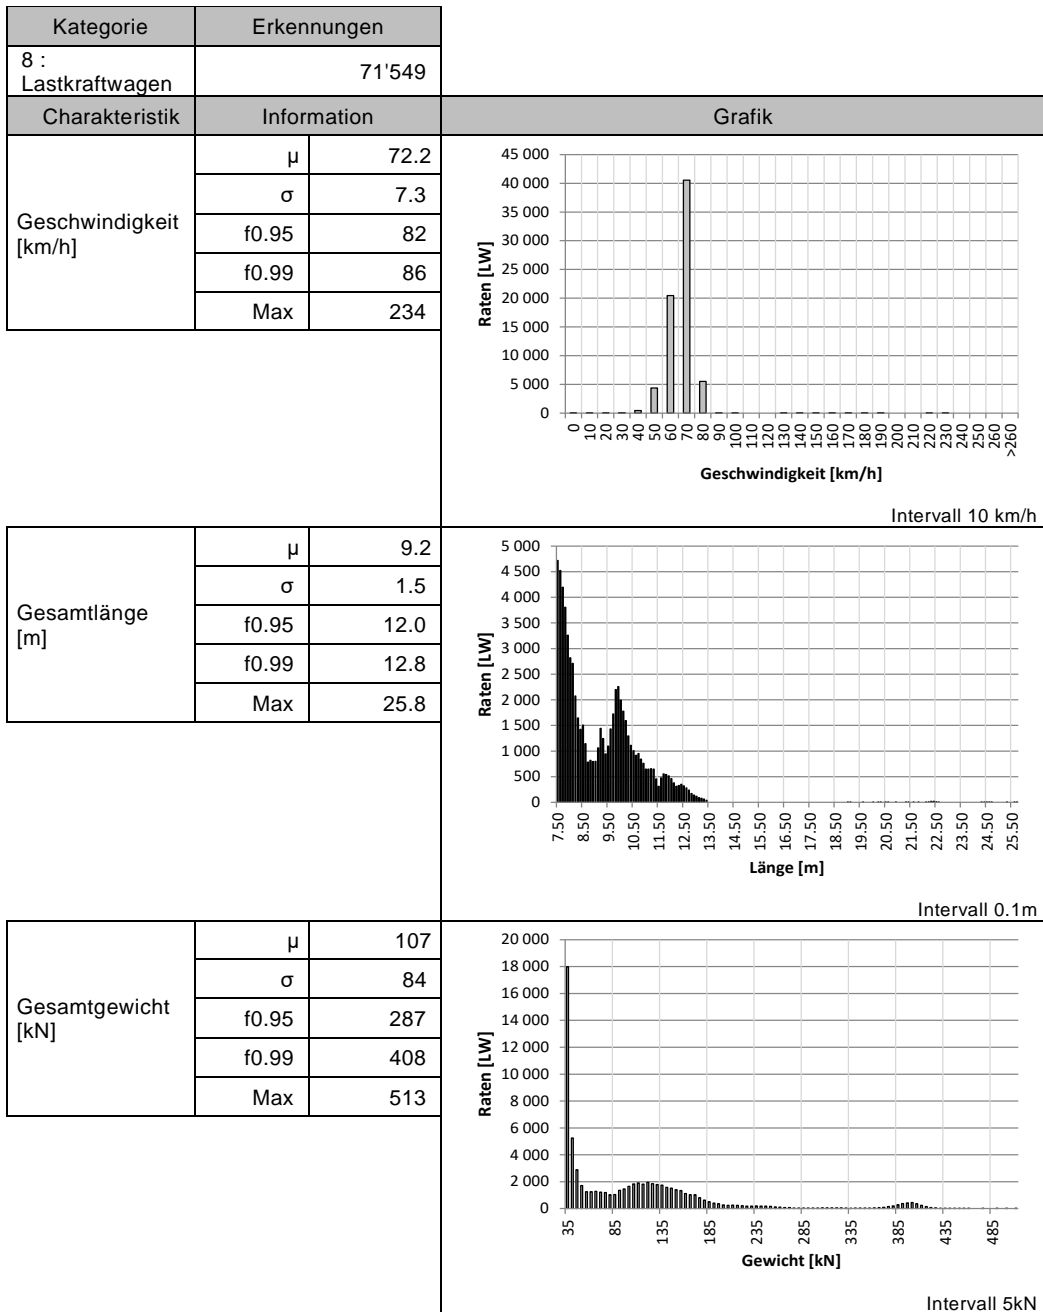 Kategorie Erkennungen
8 :
Lastkraftwagen 71'549
Charakteristik Information Grafik
Geschwindigkeit
[km/h]
μ 72.2
σ 7.3
f0.95 82
f0.99 86
Max 234
45 000
40 000
35 000
30 000
25 000
20 000
15 000
10 000
5 000
0
Raten [LW]
0 10 20 30 40 50 60 70 80 90 100 110 120 130 140 150 160 170 180 190 200 210 220 230 240 250 260 >260
Geschwindigkeit [km/h]
Intervall 10 km/h
Gesamtlänge
[m]
μ 9.2
σ 1.5
f0.95 12.0
f0.99 12.8
Max 25.8
5 000
4 500
4 000
3 500
3 000
2 500
2 000
1 500
1 000
500
0
Raten [LW]
7.50 8.50 9.50 10.50 11.50 12.50 13.50 14.50 15.50 16.50 17.50 18.50 19.50 20.50 21.50 22.50 23.50 24.50 25.50
Länge [m]
Intervall 0.1m
Gesamtgewicht
[kN]
μ 107
σ 84
f0.95 287
f0.99 408
Max 513
20 000
18 000
16 000
14 000
12 000
10 000
8 000
6 000
4 000
2 000
0
Raten [LW]
35 85 135 185 235 285 335 385 435 485
Gewicht [kN]
Intervall 5kN